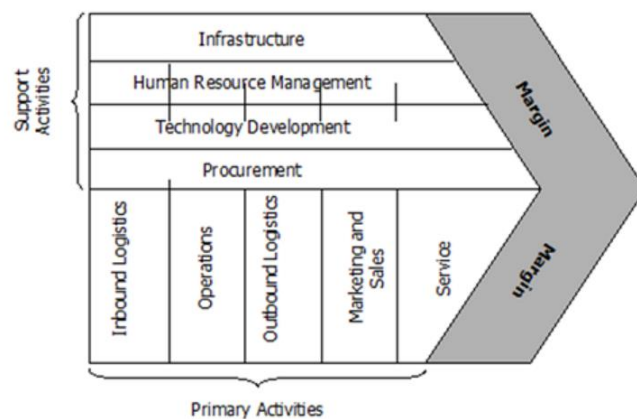 Support
Activities
Infrastructure
Human Resource Management
Technology Development
Procurement
Inbound Logistics
Operations
Outbound Logistics
Marketing and
Sales
Service
Margin
Margin
Primary Activities